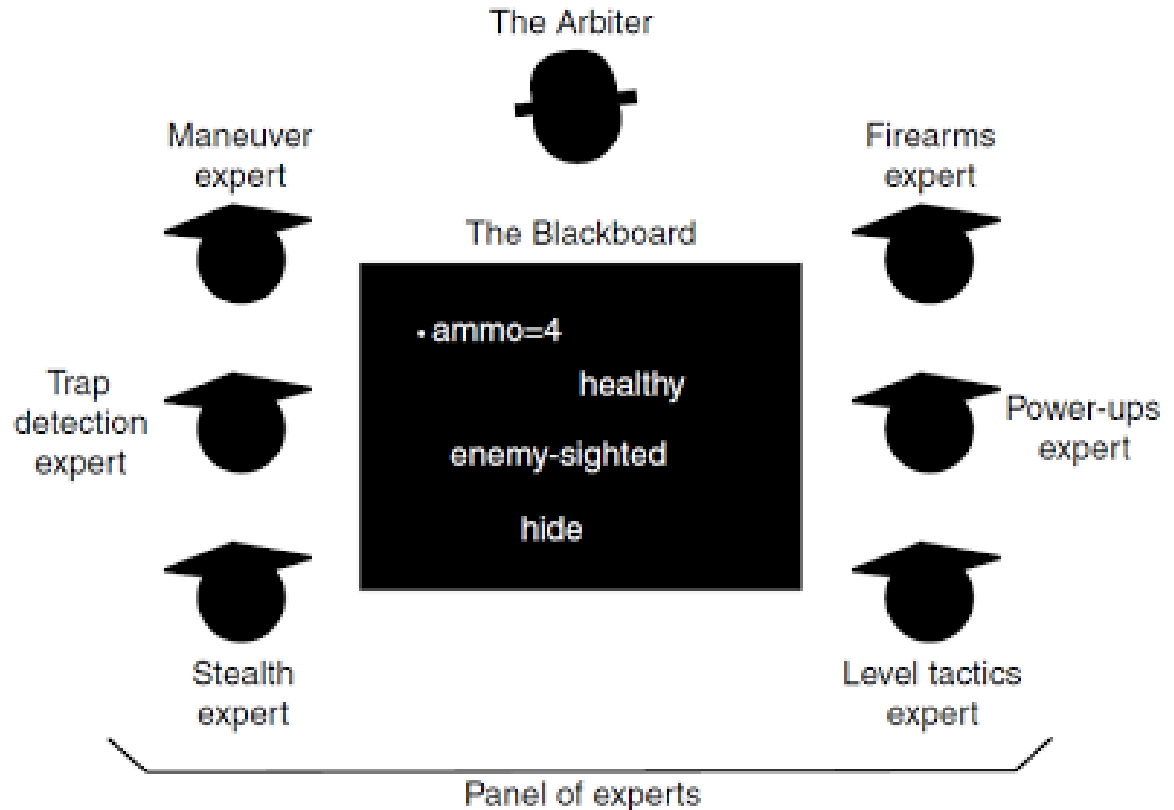 The Arbiter
Maneuver
expert
Firearms
expert
The Blackboard
•ammo=4
healthy
enemy-sighted
hide
Trap
detection
expert
Power-ups
expert
Stealth
expert
Level tactics
expert
Panel of experts